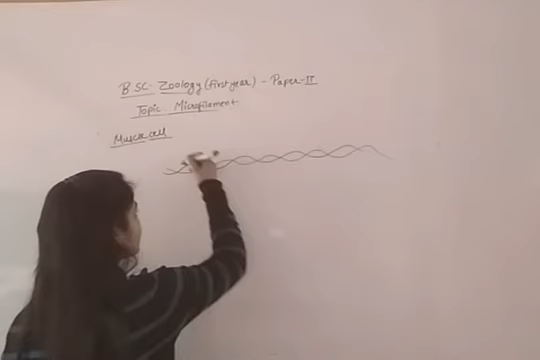 B.SC. Zoology (first year) - Paper-II
Topic. Microfilament
Muscle cell